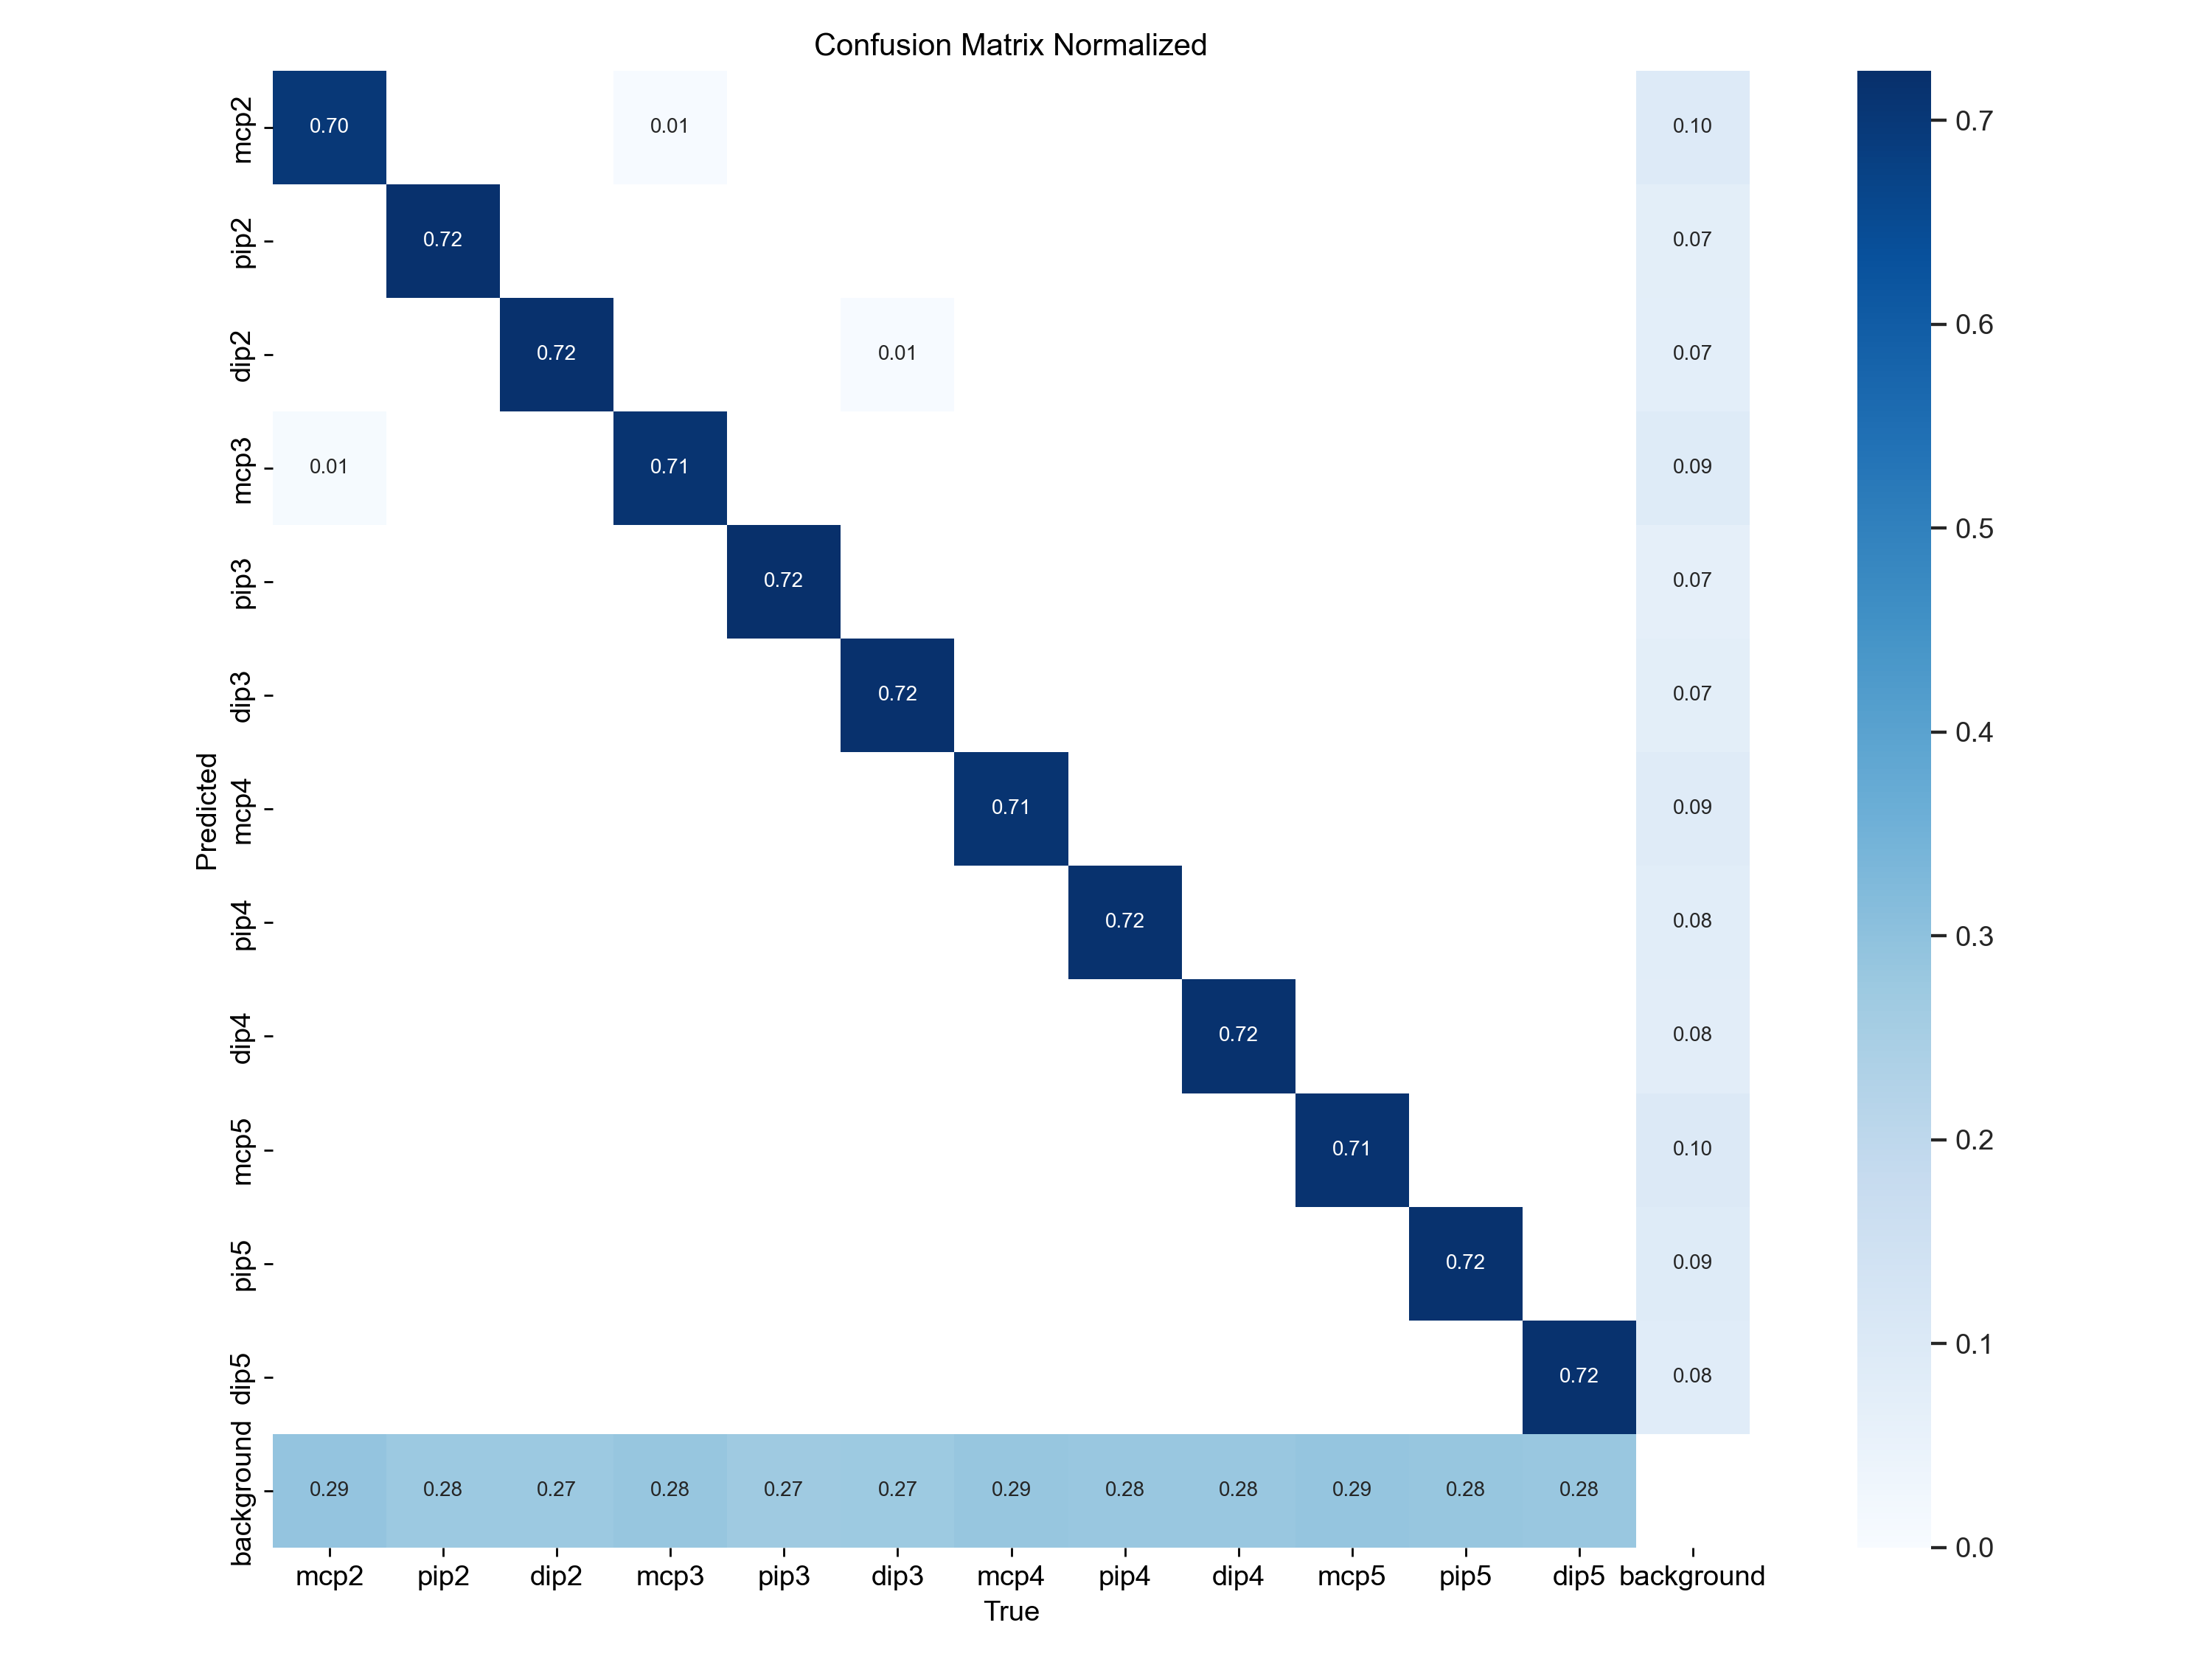 Confusion Matrix Normalized
mcp2 0.70 0.01 0.10
pip2 0.72 0.07
dip2 0.72 0.01 0.07
mcp3 0.01 0.71 0.09
pip3 0.72 0.07
dip3 0.72 0.07
Predicted
mcp4 0.71 0.09
pip4 0.72 0.08
dip4 0.72 0.08
mcp5 0.71 0.10
pip5 0.72 0.09
dip5 0.72 0.08
background 0.29 0.28 0.27 0.28 0.27 0.27 0.29 0.28 0.28 0.29 0.28 0.28
mcp2 pip2 dip2 mcp3 pip3 dip3 mcp4 pip4 dip4 mcp5 pip5 dip5 background
True
0.7
0.6
0.5
0.4
0.3
0.2
0.1
0.0